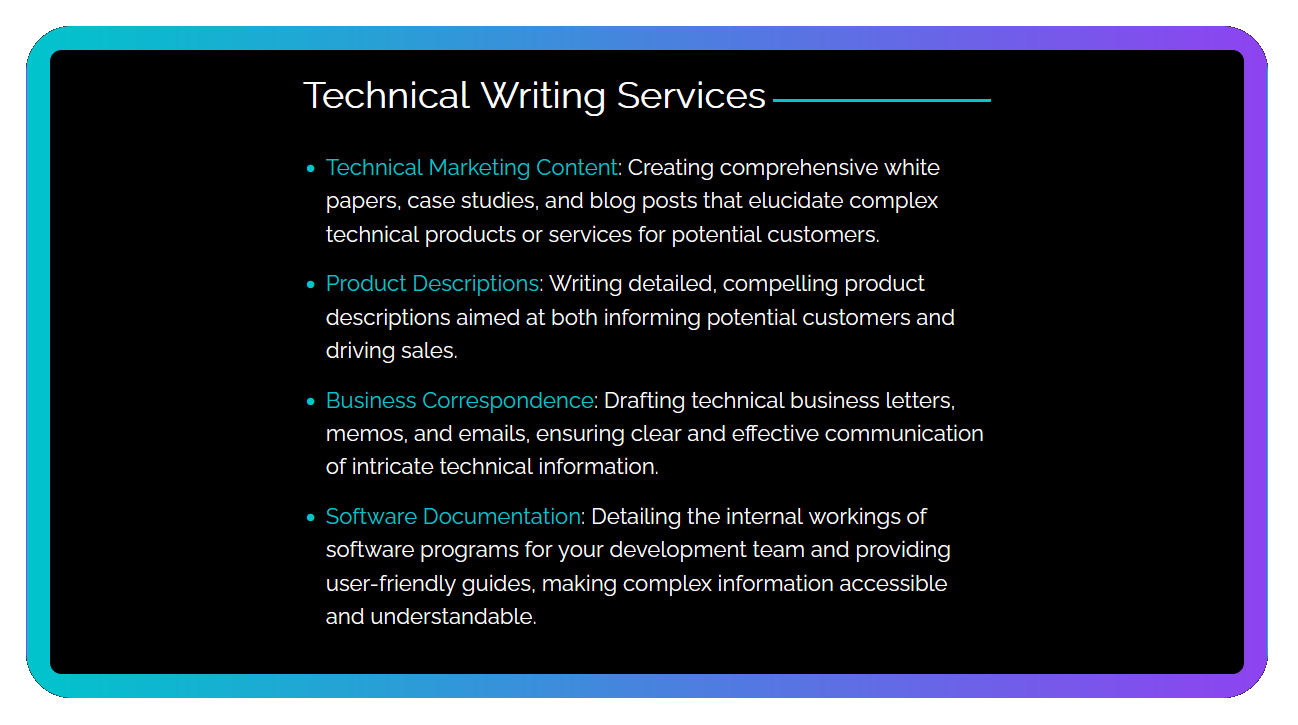 Technical Writing Services
• Technical Marketing Content: Creating comprehensive white
papers, case studies, and blog posts that elucidate complex
technical products or services for potential customers.
• Product Descriptions: Writing detailed, compelling product
descriptions aimed at both informing potential customers and
driving sales.
• Business Correspondence: Drafting technical business letters,
memos, and emails, ensuring clear and effective communication
of intricate technical information.
• Software Documentation: Detailing the internal workings of
software programs for your development team and providing
user-friendly guides, making complex information accessible
and understandable.